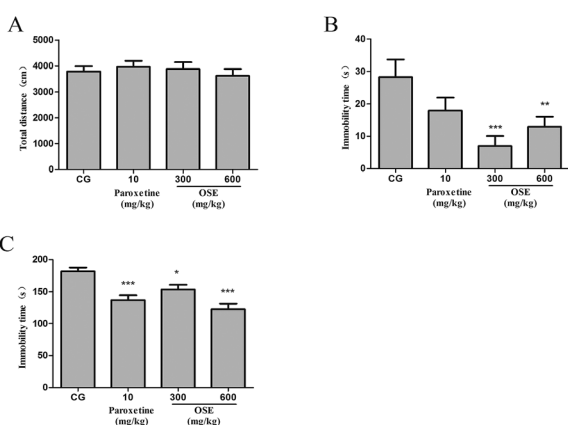 A
Total distance (cm)
5000
4000
3000
2000
1000
0
CG 10 300 600
Paroxetine OSE
(mg/kg) (mg/kg)
B
Immobility time (s)
40
30
20
10
0
*** **
CG 10 300 600
Paroxetine OSE
(mg/kg) (mg/kg)
C
Immobility time (s)
200
150
100
50
0
*** * ***
CG 10 300 600
Paroxetine OSE
(mg/kg) (mg/kg)